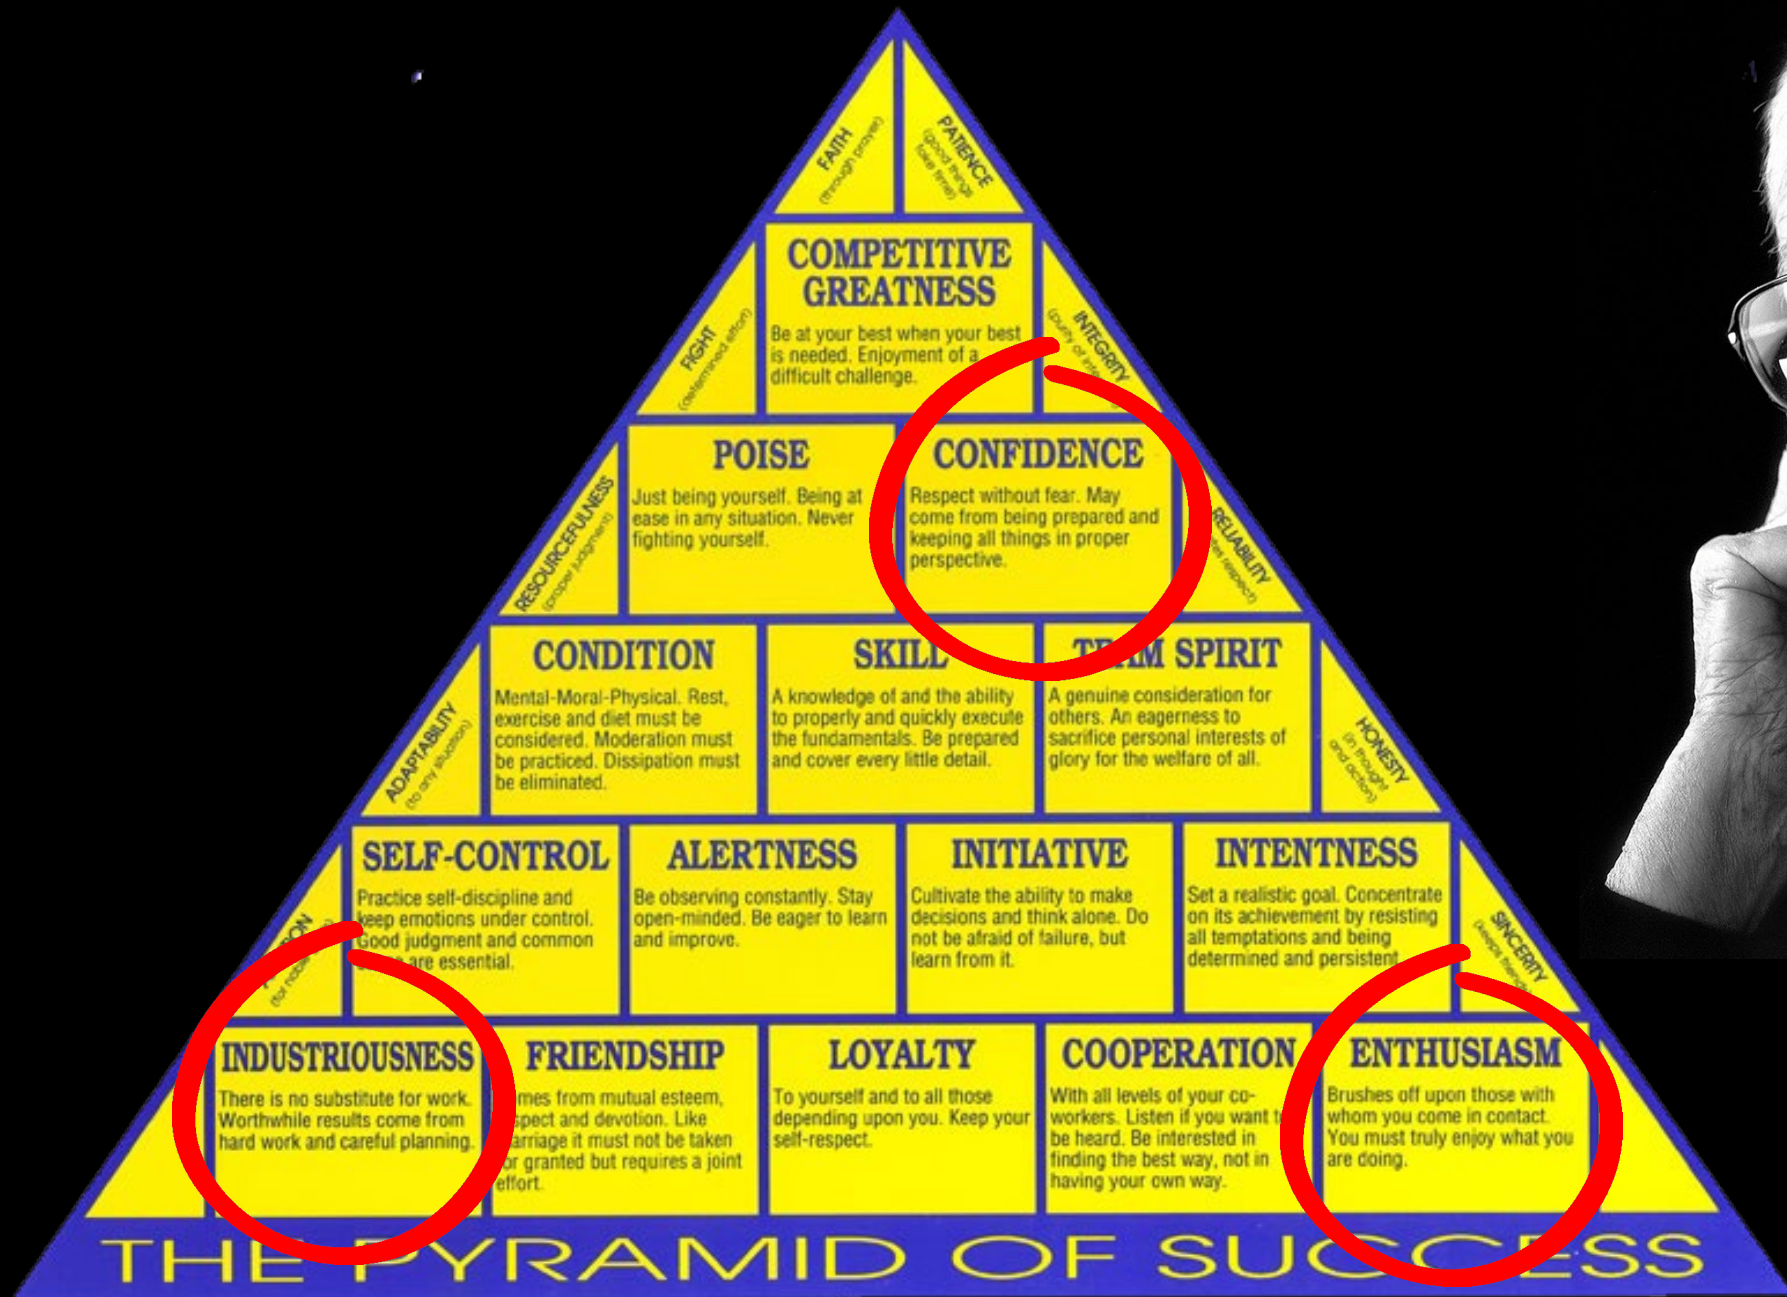 FAITH
(through prayer)
PATIENCE
(good things
take time)
COMPETITIVE
GREATNESS
Be at your best when your best
is needed. Enjoyment of a
difficult challenge.
FIGHT
(determined effort)
INTEGRITY
(purity of
POISE
Just being yourself. Being at
ease in any situation. Never
fighting yourself.
CONFIDENCE
Respect without fear. May
come from being prepared and
keeping all things in proper
perspective.
RESOURCEFULNESS
(proper judgment)
RELIABILITY
respect)
CONDITION
Mental-Moral-Physical. Rest,
exercise and diet must be
considered. Moderation must
be practiced. Dissipation must
be eliminated.
SKILL
A knowledge of and the ability
to properly and quickly execute
the fundamentals. Be prepared
and cover every little detail.
TEAM SPIRIT
A genuine consideration for
others. An eagerness to
sacrifice personal interests of
glory for the welfare of all.
ADAPTABILITY
(to any situation)
HONESTY
(in thought
and action)
SELF-CONTROL
Practice self-discipline and
keep emotions under control.
Good judgment and common
are essential.
ALERTNESS
Be observing constantly. Stay
open-minded. Be eager to learn
and improve.
INITIATIVE
Cultivate the ability to make
decisions and think alone. Do
not be afraid of failure, but
learn from it.
INTENTNESS
Set a realistic goal. Concentrate
on its achievement by resisting
all temptations and being
determined and persistent
(for
SINCERITY
(keeps
INDUSTRIOUSNESS
There is no substitute for work.
Worthwhile results come from
hard work and careful planning.
FRIENDSHIP
from mutual esteem,
and devotion. Like
it must not be taken
granted but requires a joint
effort.
LOYALTY
To yourself and to all those
depending upon you. Keep your
self-respect.
COOPERATION
With all levels of your co-
workers. Listen if you want
be heard. Be interested in
finding the best way, not in
having your own way.
ENTHUSIASM
Brushes off upon those with
whom you come in contact.
You must truly enjoy what you
are doing.
THE PYRAMID OF SUCCESS